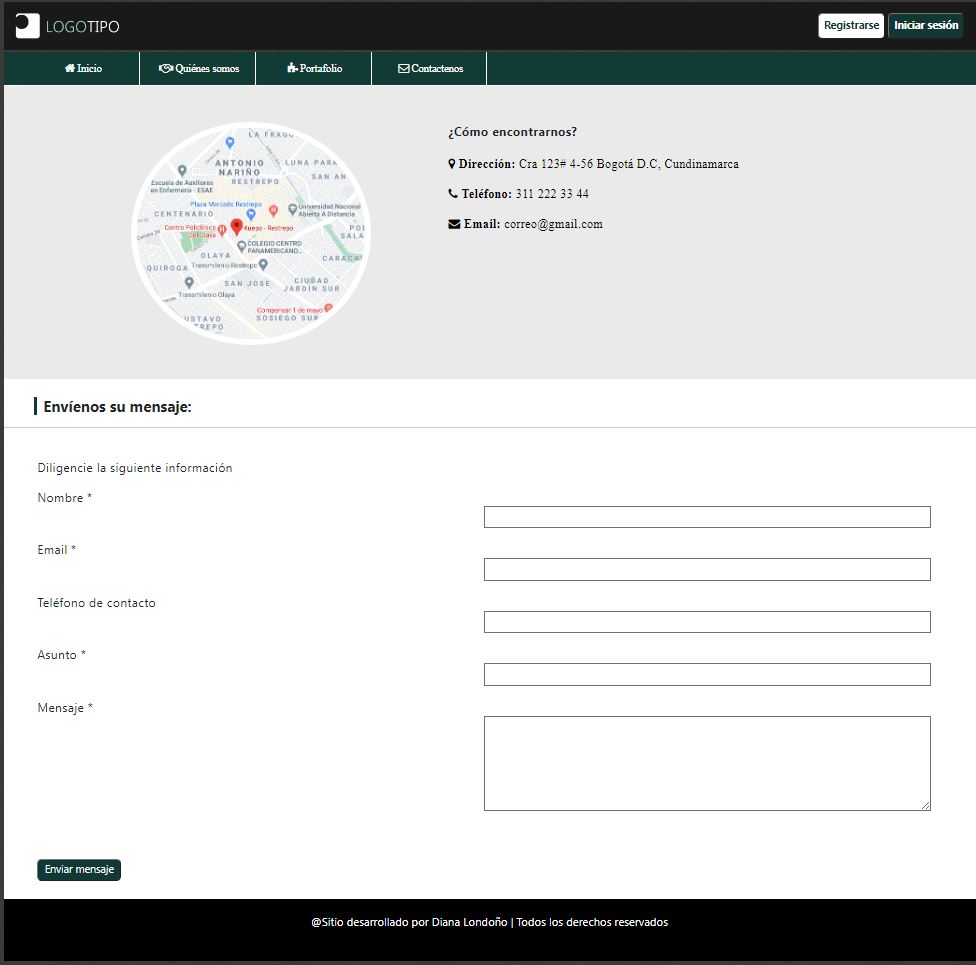 LOGOTIPO
Registrarse
Iniciar sesión
Inicio
Quiénes somos
Portafolio
Contactenos
LA FRAGU
ANTONIO
NARIÑO
LUNA PARK
RESTREPO
SAN AN
Escuela de Auxiliares
en Enfermería - ESAE
Plaza Mercado Restrepo
CENTENARIO
Universidad Nacional
Abierta A Distancia
Centro Policlínico
Del Olaya
Kuepa - Restrepo
POL
SALA
COLEGIO CENTRO
PANAMERICANO...
OLAYA
CARACA
QUIROGA
Transmilenio Restrepo
SAN JOSE
CIUDAD
JARDIN SUR
Transmilenio Olaya
Compensar 1 de mayo
SOSIEGO SUR
USTAVO
TREPO
¿Cómo encontrarnos?
Dirección: Cra 123# 4-56 Bogotá D.C, Cundinamarca
Teléfono: 311 222 33 44
Email: correo@gmail.com
Envíenos su mensaje:
Diligencie la siguiente información
Nombre *
Email *
Teléfono de contacto
Asunto *
Mensaje *
Enviar mensaje
@Sitio desarrollado por Diana Londoño | Todos los derechos reservados